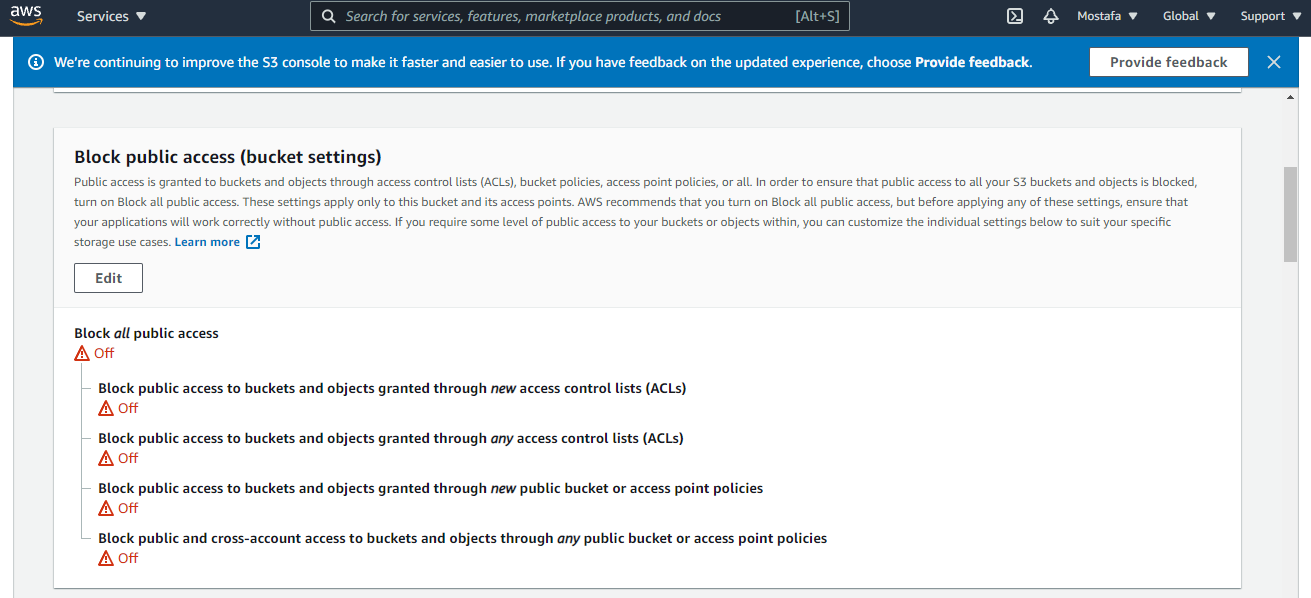 aws Services Search for services, features, marketplace products, and docs [Alt+S] Mostafa Global Support
We're continuing to improve the S3 console to make it faster and easier to use. If you have feedback on the updated experience, choose Provide feedback. Provide feedback
Block public access (bucket settings)
Public access is granted to buckets and objects through access control lists (ACLs), bucket policies, access point policies, or all. In order to ensure that public access to all your S3 buckets and objects is blocked,
turn on Block all public access. These settings apply only to this bucket and its access points. AWS recommends that you turn on Block all public access, but before applying any of these settings, ensure that
your applications will work correctly without public access. If you require some level of public access to your buckets or objects within, you can customize the individual settings below to suit your specific
storage use cases. Learn more
Edit
Block all public access
Off
Block public access to buckets and objects granted through new access control lists (ACLs)
Off
Block public access to buckets and objects granted through any access control lists (ACLs)
Off
Block public access to buckets and objects granted through new public bucket or access point policies
Off
Block public and cross-account access to buckets and objects through any public bucket or access point policies
Off